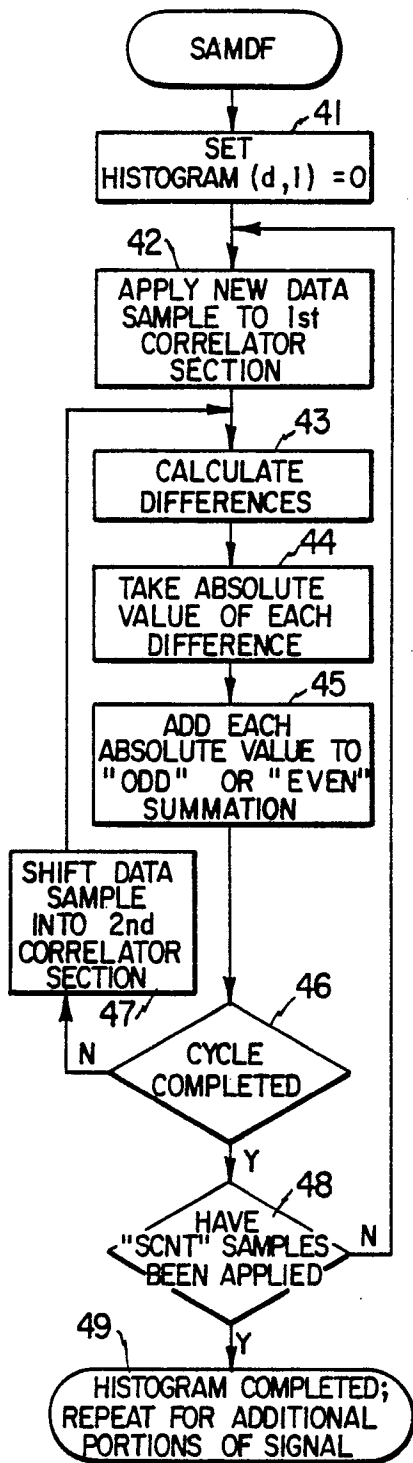 SAMDF
41
SET
HISTOGRAM (d,1) =0
42
APPLY NEW DATA
SAMPLE TO 1st
CORRELATOR
SECTION
43
CALCULATE
DIFFERENCES
44
TAKE ABSOLUTE
VALUE OF EACH
DIFFERENCE
45
ADD EACH
ABSOLUTE VALUE TO
"ODD" OR "EVEN"
SUMMATION
SHIFT DATA
SAMPLE
INTO 2nd
CORRELATOR
SECTION
47
46
N
CYCLE
COMPLETED
Y
48
HAVE
"SCNT" SAMPLES
BEEN APPLIED
N
Y
49
HISTOGRAM COMPLETED;
REPEAT FOR ADDITIONAL
PORTIONS OF SIGNAL